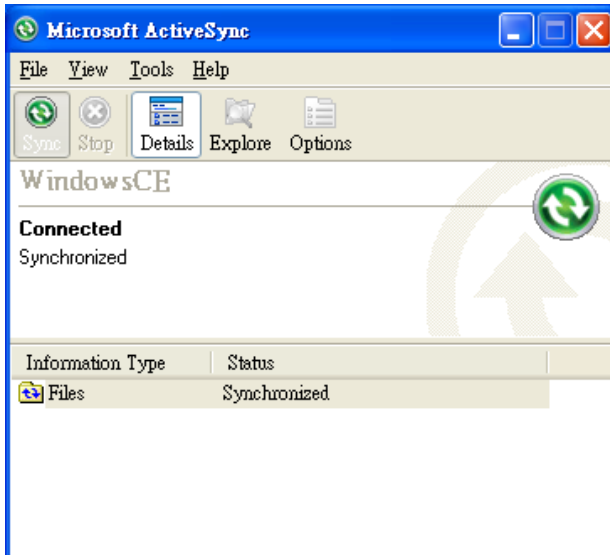 Microsoft ActiveSync
File View Tools Help
Sync Stop Details Explore Options
WindowsCE
Connected
Synchronized
Information Type Status
Files Synchronized